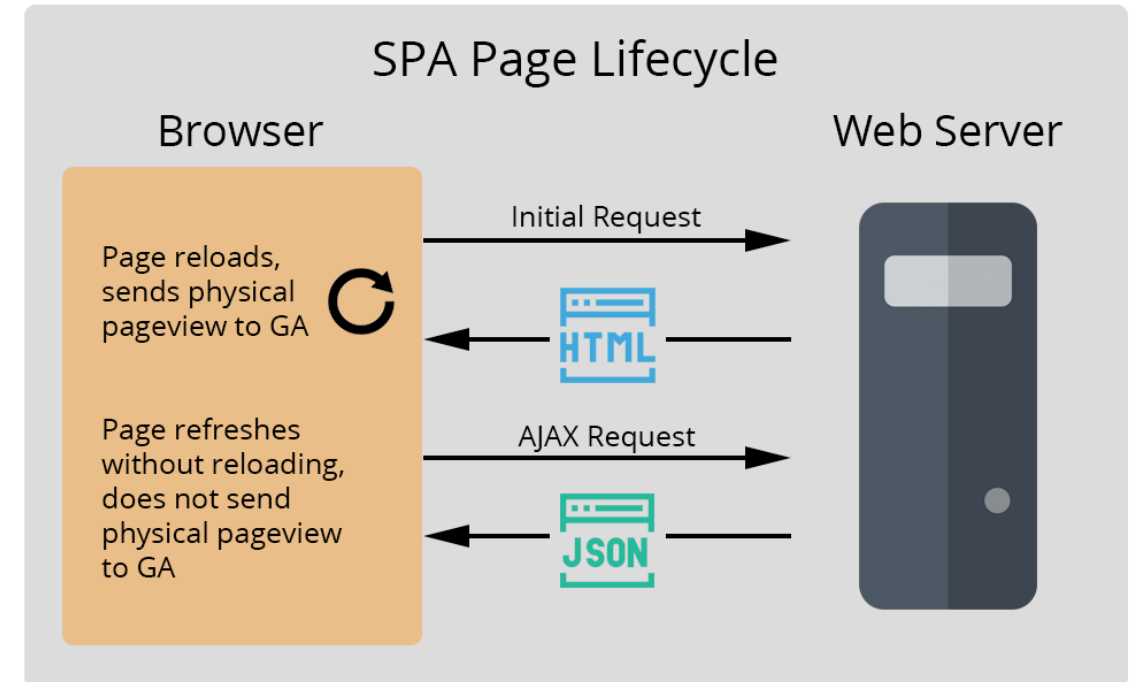 SPA Page Lifecycle
Browser
Web Server
Initial Request
Page reloads,
sends physical
pageview to GA
HTML
Page refreshes
without reloading,
does not send
physical pageview
to GA
AJAX Request
JSON